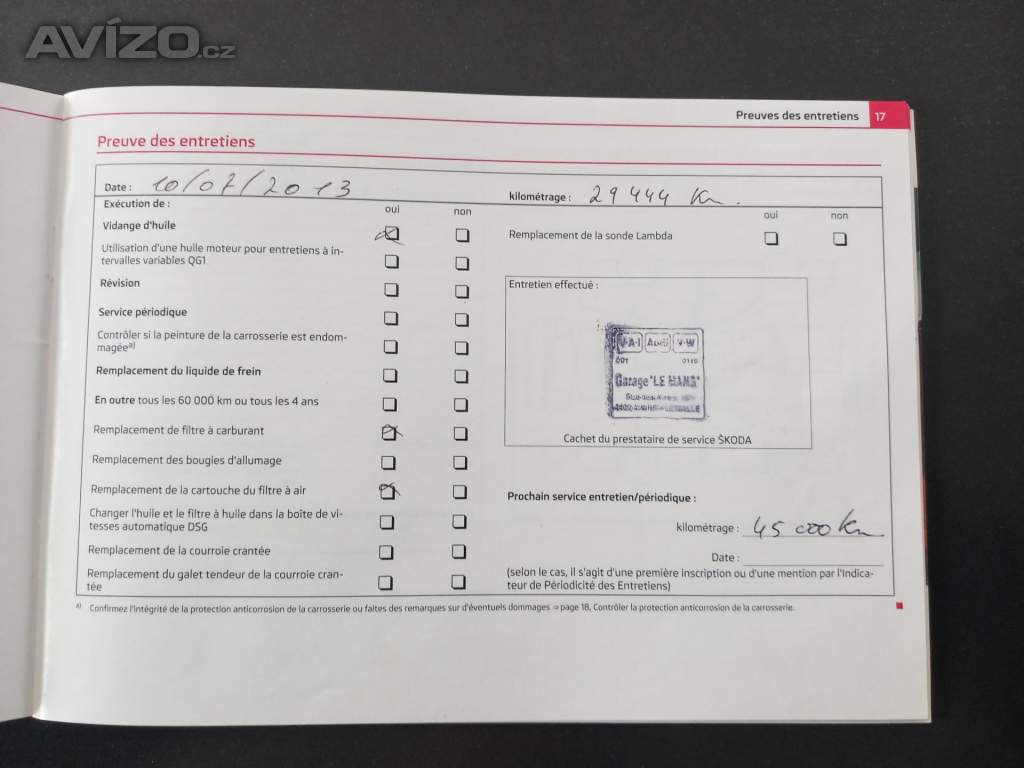 AVÍZO.cz
Preuves des entretiens 17
Preuve des entretiens
Date : 10/07/2013
kilométrage : 29 444 Km.
Exécution de :
oui non
Vidange d'huile
Utilisation d'une huile moteur pour entretiens à in-
tervalles variables QG1
Révision
Service périodique
Contrôler si la peinture de la carrosserie est endom-
magée a)
Remplacement du liquide de frein
En outre tous les 60 000 km ou tous les 4 ans
Remplacement de filtre à carburant
Remplacement des bougies d'allumage
Remplacement de la cartouche du filtre à air
Changer l'huile et le filtre à huile dans la boîte de vi-
tesses automatique DSG
Remplacement de la courroie crantée
Remplacement du galet tendeur de la courroie cran-
tée
oui non
Remplacement de la sonde Lambda
Entretien effectué :
V·A·I Audi V·W
001 0110
Garage "LE MANS"
Cachet du prestataire de service ŠKODA
Prochain service entretien/périodique :
kilométrage : 45 000 Km
Date :
(selon le cas, il s'agit d'une première inscription ou d'une mention par l'Indica-
teur de Périodicité des Entretiens)
a) Confirmez l'intégrité de la protection anticorrosion de la carrosserie ou faites des remarques sur d'éventuels dommages ⇒ page 18, Contrôler la protection anticorrosion de la carrosserie.